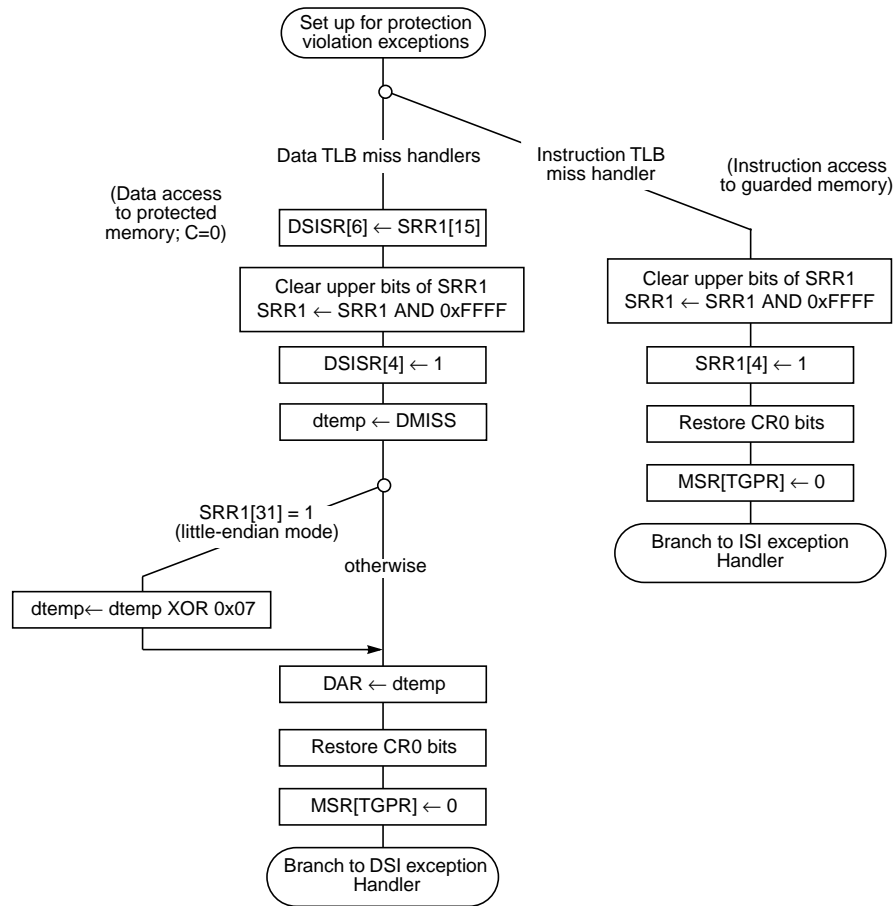 Set up for protection
violation exceptions
Data TLB miss handlers
Instruction TLB
miss handler
(Instruction access
to guarded memory)
(Data access
to protected
memory; C=0)
DSISR[6] ← SRR1[15]
Clear upper bits of SRR1
SRR1 ← SRR1 AND 0xFFFF
DSISR[4] ← 1
dtemp ← DMISS
SRR1[31] = 1
(little-endian mode)
otherwise
dtemp← dtemp XOR 0x07
DAR ← dtemp
Restore CR0 bits
MSR[TGPR] ← 0
Branch to DSI exception
Handler
Clear upper bits of SRR1
SRR1 ← SRR1 AND 0xFFFF
SRR1[4] ← 1
Restore CR0 bits
MSR[TGPR] ← 0
Branch to ISI exception
Handler